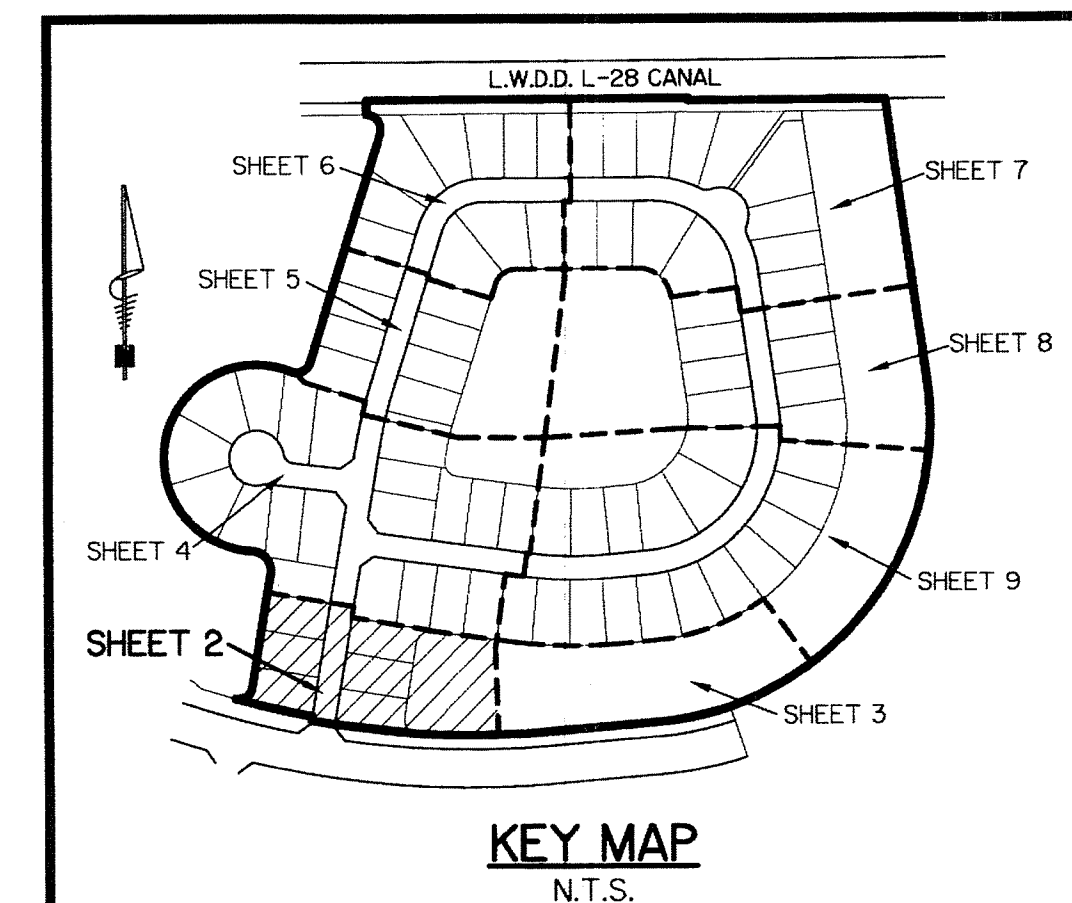 L.W.D.D. L-28 CANAL
SHEET 6
SHEET 7
SHEET 5
SHEET 8
SHEET 4
SHEET 9
SHEET 2
SHEET 3
KEY MAP
N.T.S.